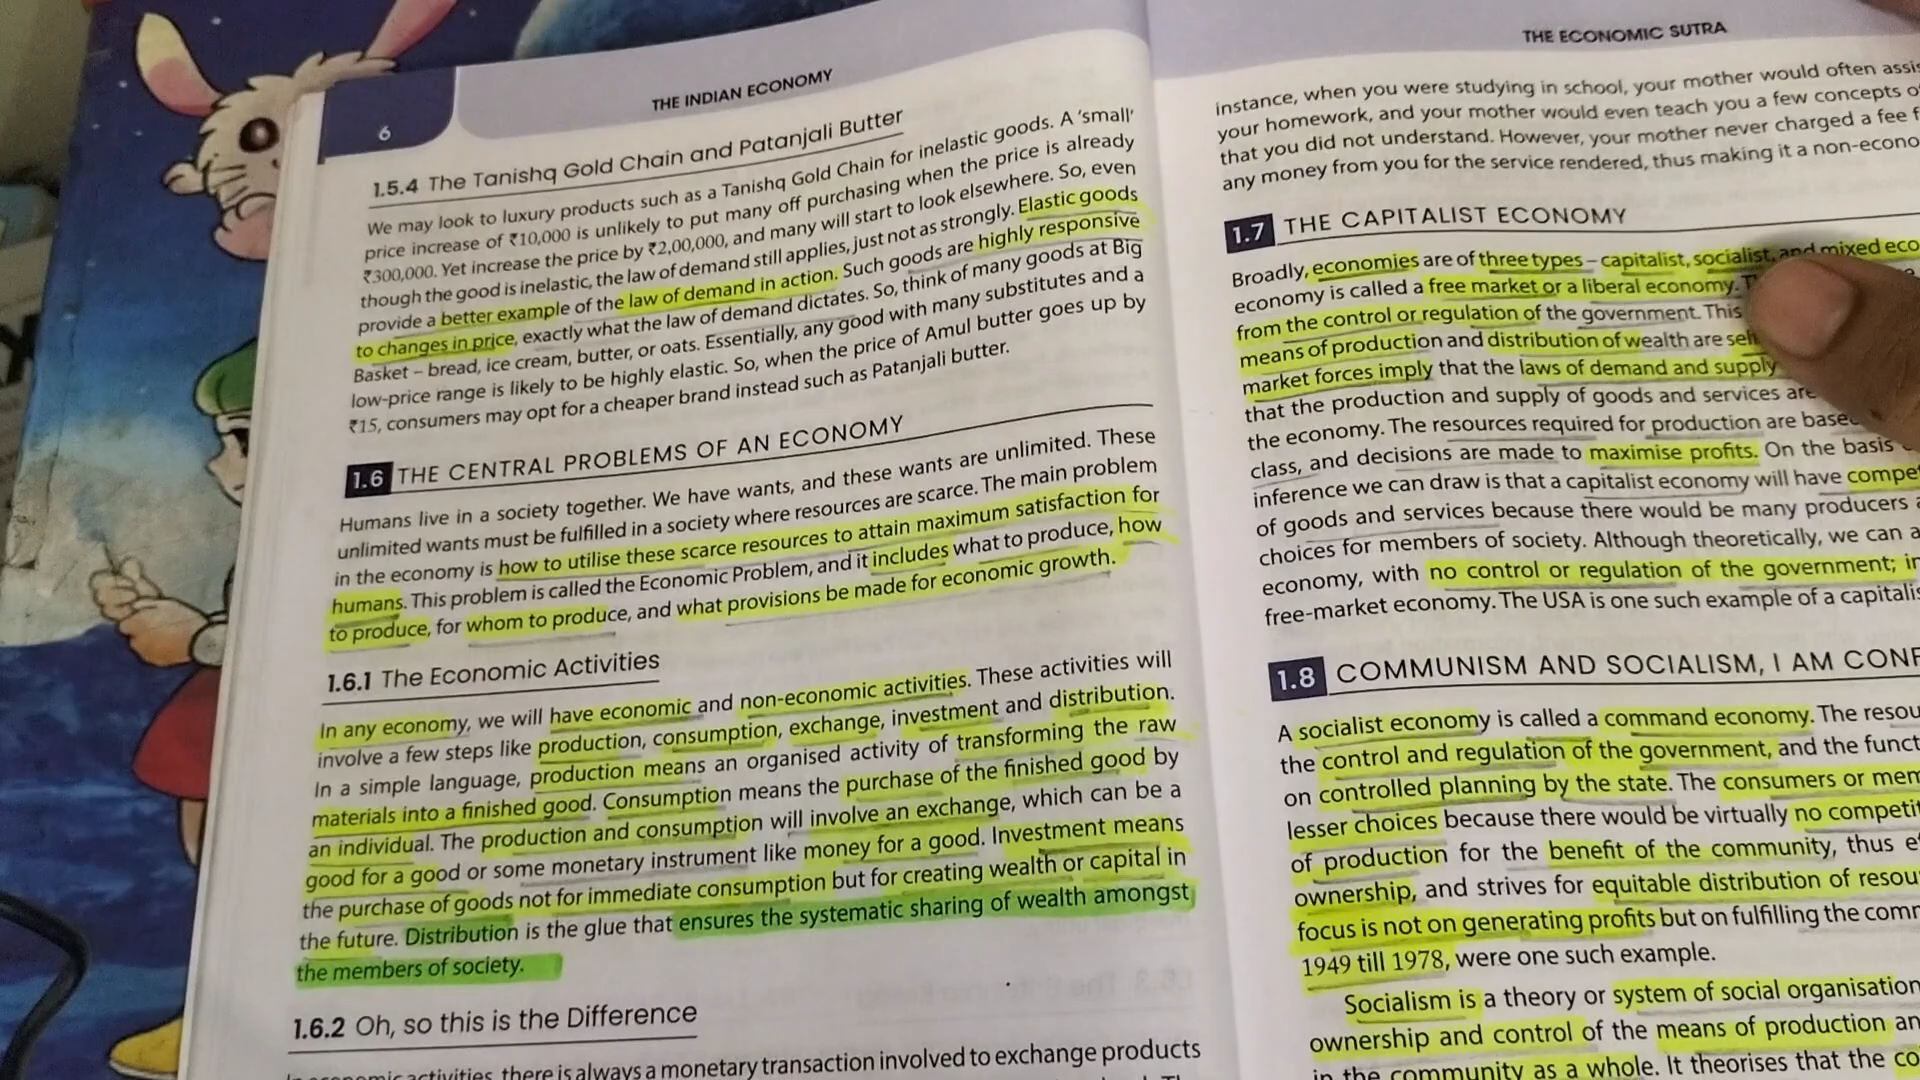 6
THE INDIAN ECONOMY
1.5.4 The Tanishq Gold Chain and Patanjali Butter
We may look to luxury products such as a Tanishq Gold Chain for inelastic goods. A 'small'
price increase of ₹10,000 is unlikely to put many off purchasing when the price is already
₹300,000. Yet increase the price by ₹2,00,000, and many will start to look elsewhere. So, even
though the good is inelastic, the law of demand still applies, just not as strongly. Elastic goods
provide a better example of the law of demand in action. Such goods are highly responsive
to changes in price, exactly what the law of demand dictates. So, think of many goods at Big
Basket – bread, ice cream, butter, or oats. Essentially, any good with many substitutes and a
low-price range is likely to be highly elastic. So, when the price of Amul butter goes up by
₹15, consumers may opt for a cheaper brand instead such as Patanjali butter.
1.6 THE CENTRAL PROBLEMS OF AN ECONOMY
Humans live in a society together. We have wants, and these wants are unlimited. These
unlimited wants must be fulfilled in a society where resources are scarce. The main problem
in the economy is how to utilise these scarce resources to attain maximum satisfaction for
humans. This problem is called the Economic Problem, and it includes what to produce, how
to produce, for whom to produce, and what provisions be made for economic growth.
1.6.1 The Economic Activities
In any economy, we will have economic and non-economic activities. These activities will
involve a few steps like production, consumption, exchange, investment and distribution.
In a simple language, production means an organised activity of transforming the raw
materials into a finished good. Consumption means the purchase of the finished good by
an individual. The production and consumption will involve an exchange, which can be a
good for a good or some monetary instrument like money for a good. Investment means
the purchase of goods not for immediate consumption but for creating wealth or capital in
the future. Distribution is the glue that ensures the systematic sharing of wealth amongst
the members of society.
1.6.2 Oh, so this is the Difference
economic activities, there is always a monetary transaction involved to exchange products
THE ECONOMIC SUTRA
instance, when you were studying in school, your mother would often
your homework, and your mother would even teach you a few concepts
that you did not understand. However, your mother never charged a fee
any money from you for the service rendered, thus making it a
1.7 THE CAPITALIST ECONOMY
Broadly, economies are of three types – capitalist, socialist, and mixed
economy is called a free market or a liberal economy.
from the control or regulation of the government. This
means of production and distribution of wealth are
market forces imply that the laws of demand and supply
that the production and supply of goods and services are
the economy. The resources required for production are
class, and decisions are made to maximise profits. On the basis
inference we can draw is that a capitalist economy will have
of goods and services because there would be many producers
choices for members of society. Although theoretically, we can
economy, with no control or regulation of the government;
free-market economy. The USA is one such example of a
1.8 COMMUNISM AND SOCIALISM, I AM
A socialist economy is called a command economy. The
the control and regulation of the government, and the
on controlled planning by the state. The consumers or
lesser choices because there would be virtually no
of production for the benefit of the community, thus
ownership, and strives for equitable distribution of
focus is not on generating profits but on fulfilling the
1949 till 1978, were one such example.
Socialism is a theory or system of social organisation
ownership and control of the means of production
in the community as a whole. It theorises that the